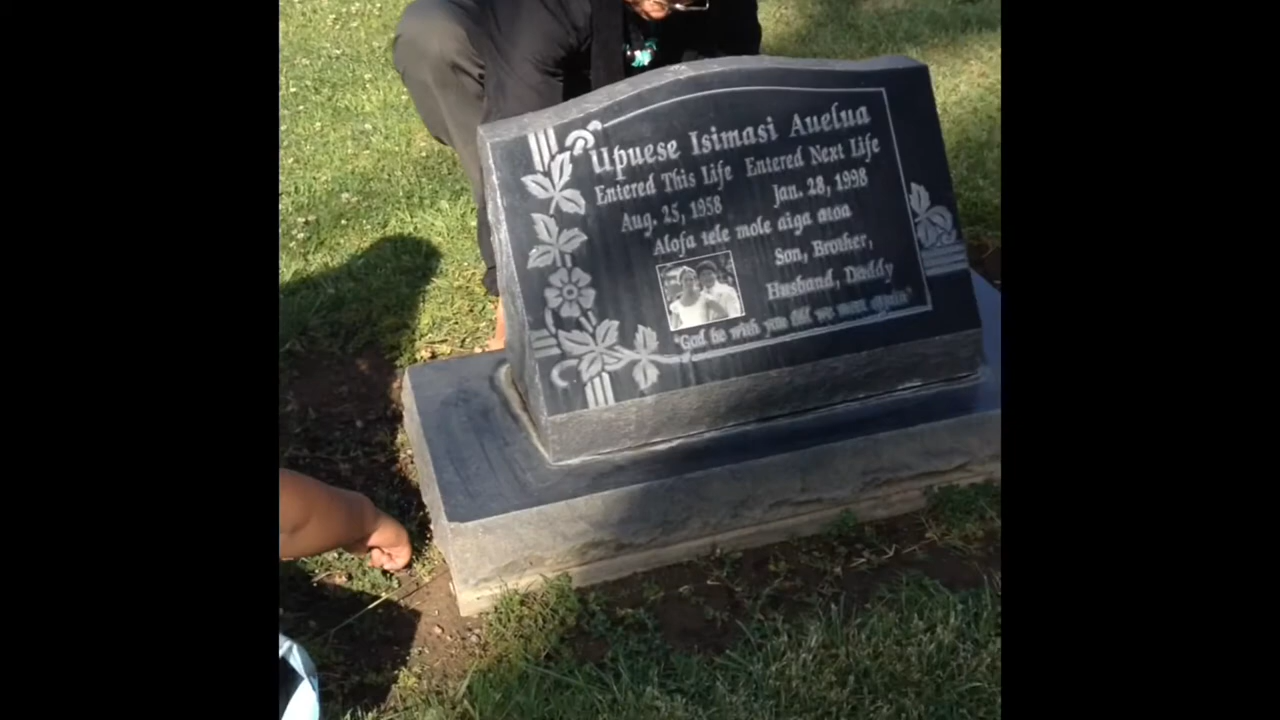 Upuese Isimasi Auelua
Entered This Life Entered Next Life
Aug. 25, 1958 Jan. 28, 1998
Alofa tele mole aiga atoa
Son, Brother,
Husband, Daddy
"God be with you till we meet again"